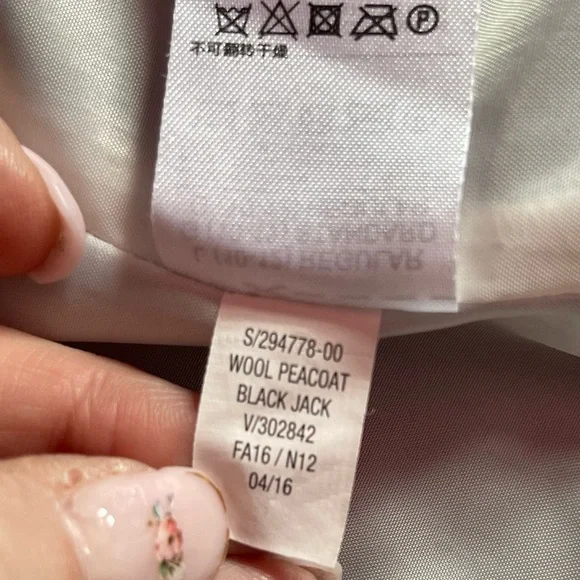 Ⓟ
不可翻转干燥
S/294778-00
WOOL PEACOAT
BLACK JACK
V/302842
FA16 / N12
04/16